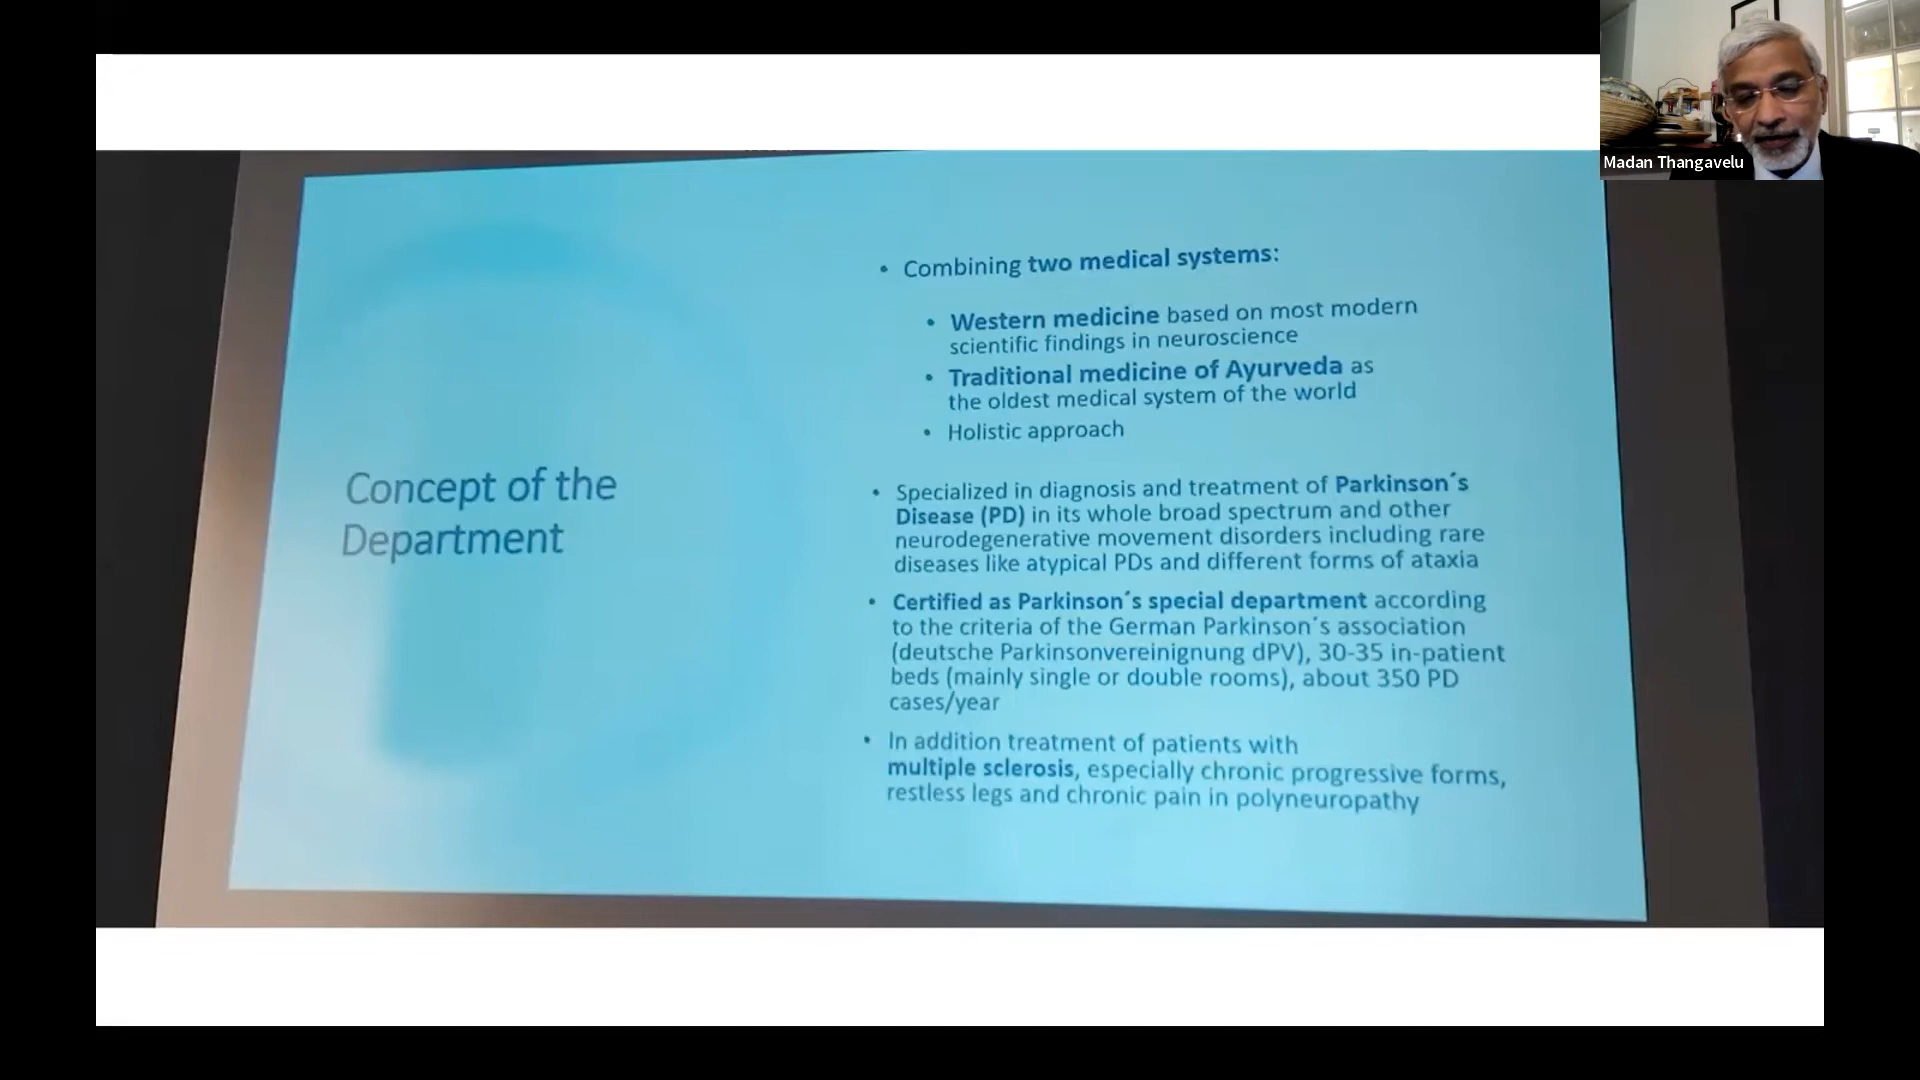 Madan Thangavelu
Concept of the
Department
• Combining two medical systems:
• Western medicine based on most modern
scientific findings in neuroscience
• Traditional medicine of Ayurveda as
the oldest medical system of the world
• Holistic approach
• Specialized in diagnosis and treatment of Parkinson´s
Disease (PD) in its whole broad spectrum and other
neurodegenerative movement disorders including rare
diseases like atypical PDs and different forms of ataxia
• Certified as Parkinson´s special department according
to the criteria of the German Parkinson´s association
(deutsche Parkinsonvereinignung dPV), 30-35 in-patient
beds (mainly single or double rooms), about 350 PD
cases/year
• In addition treatment of patients with
multiple sclerosis, especially chronic progressive forms,
restless legs and chronic pain in polyneuropathy